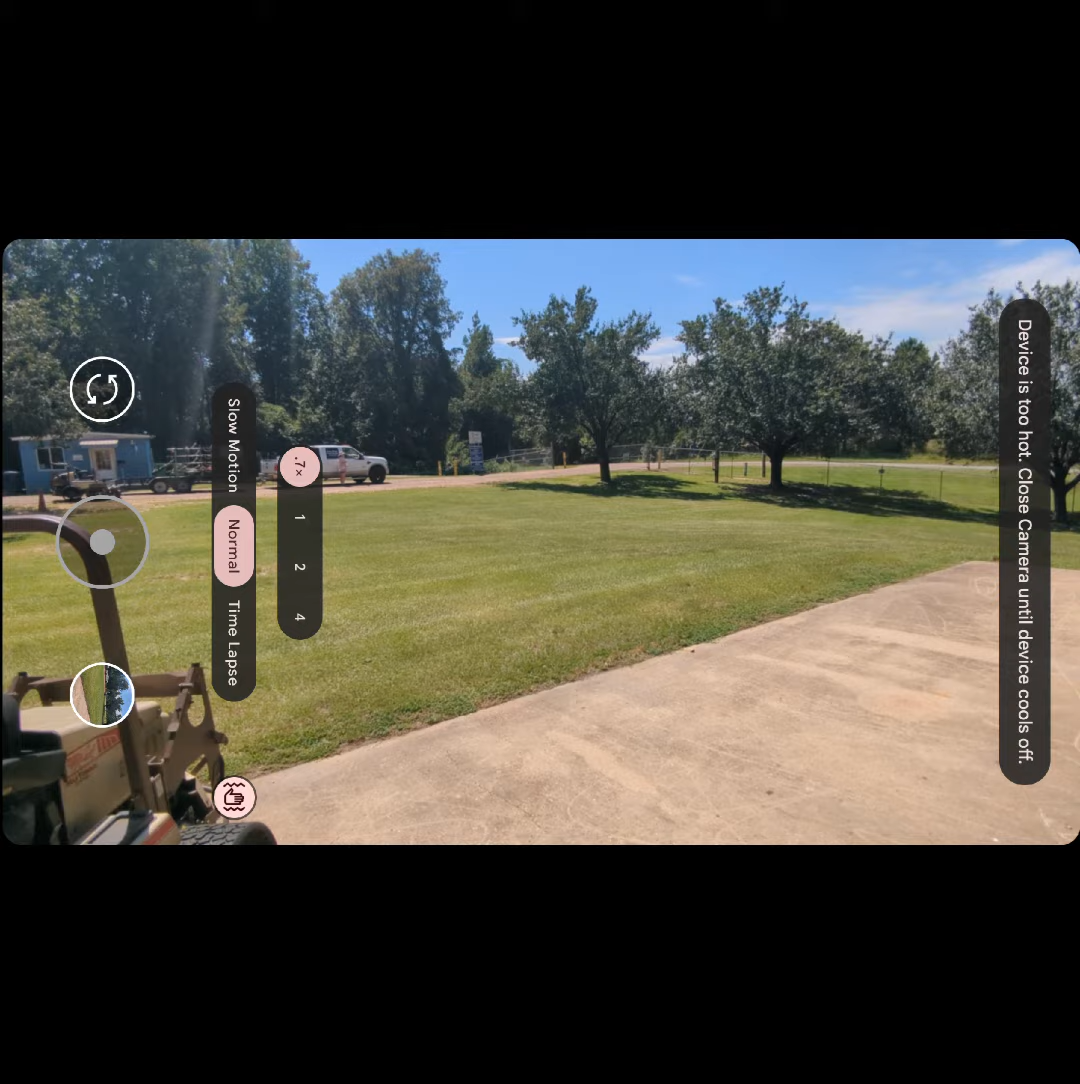 Device is too hot. Close Camera until device cools off.
.7×
1
2
4
Slow Motion
Normal
Time Lapse